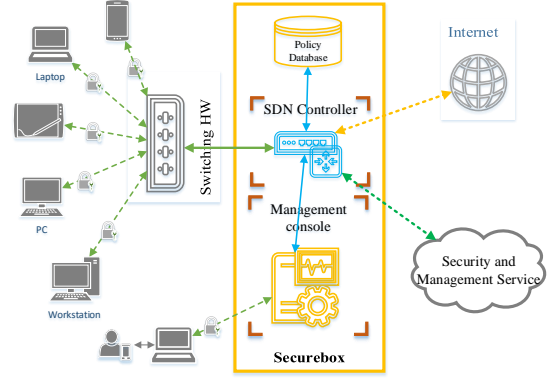 Policy
Database
Internet
Laptop
SDN Controller
Switching HW
Management
console
PC
Security and
Management Service
Workstation
Securebox